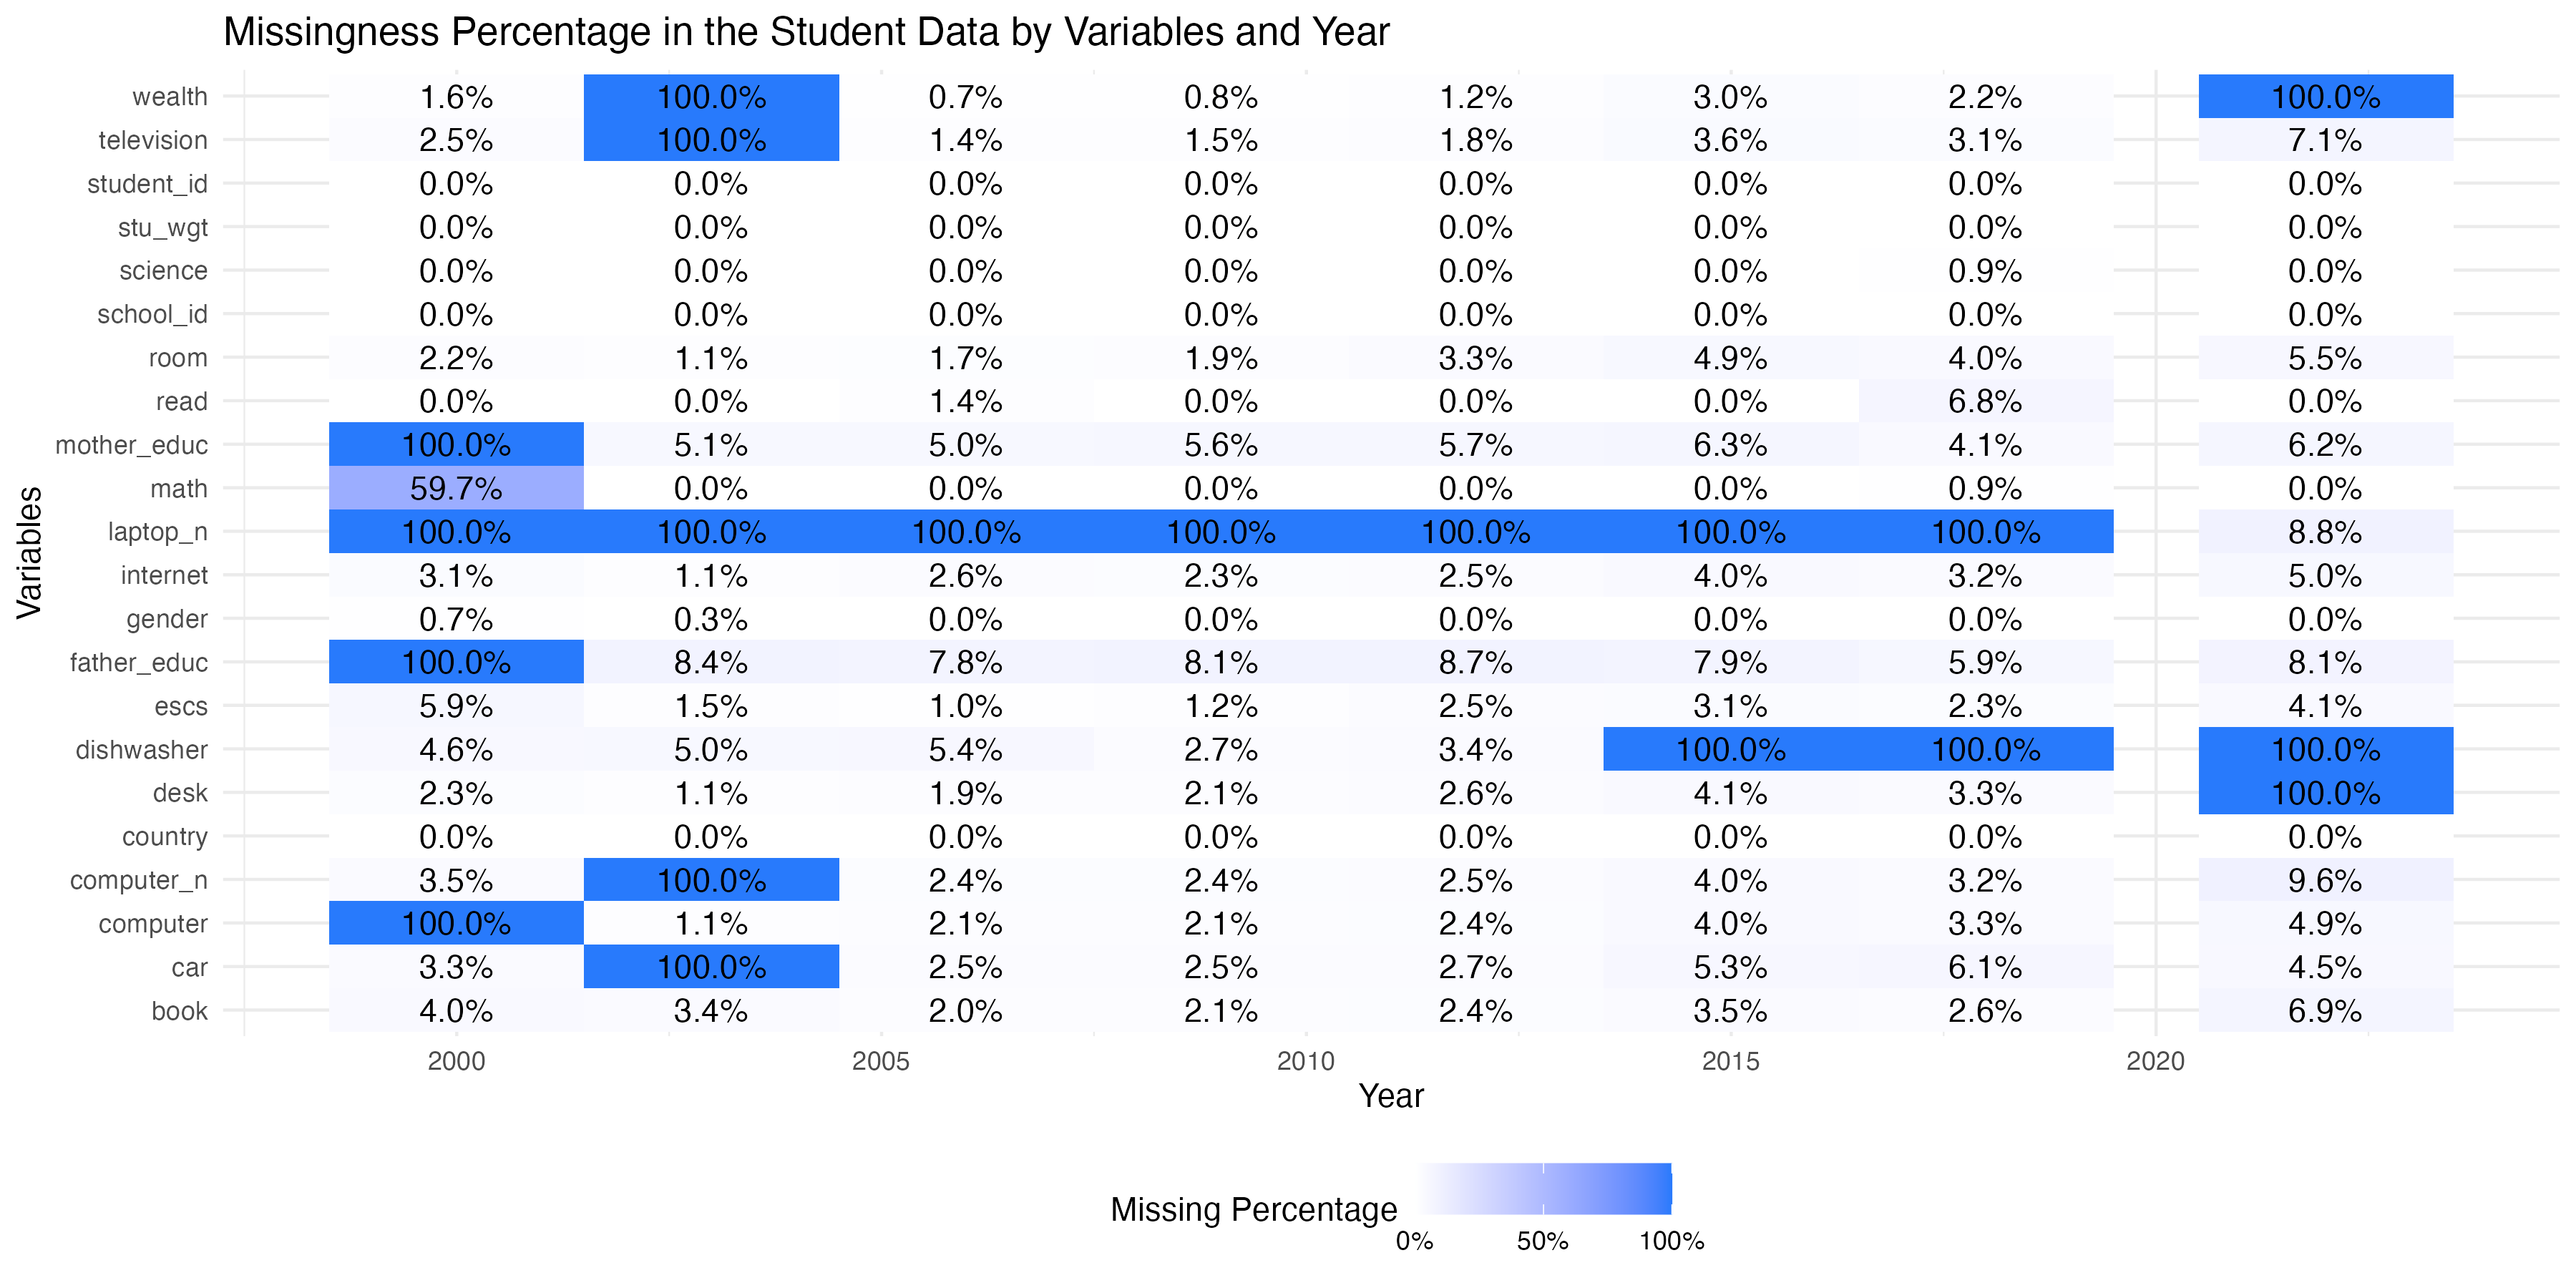 Missingness Percentage in the Student Data by Variables and Year
wealth 1.6% 100.0% 0.7% 0.8% 1.2% 3.0% 2.2% 100.0%
television 2.5% 100.0% 1.4% 1.5% 1.8% 3.6% 3.1% 7.1%
student_id 0.0% 0.0% 0.0% 0.0% 0.0% 0.0% 0.0% 0.0%
stu_wgt 0.0% 0.0% 0.0% 0.0% 0.0% 0.0% 0.0% 0.0%
science 0.0% 0.0% 0.0% 0.0% 0.0% 0.0% 0.9% 0.0%
school_id 0.0% 0.0% 0.0% 0.0% 0.0% 0.0% 0.0% 0.0%
room 2.2% 1.1% 1.7% 1.9% 3.3% 4.9% 4.0% 5.5%
read 0.0% 0.0% 1.4% 0.0% 0.0% 0.0% 6.8% 0.0%
mother_educ 100.0% 5.1% 5.0% 5.6% 5.7% 6.3% 4.1% 6.2%
math 59.7% 0.0% 0.0% 0.0% 0.0% 0.0% 0.9% 0.0%
laptop_n 100.0% 100.0% 100.0% 100.0% 100.0% 100.0% 100.0% 8.8%
internet 3.1% 1.1% 2.6% 2.3% 2.5% 4.0% 3.2% 5.0%
gender 0.7% 0.3% 0.0% 0.0% 0.0% 0.0% 0.0% 0.0%
father_educ 100.0% 8.4% 7.8% 8.1% 8.7% 7.9% 5.9% 8.1%
escs 5.9% 1.5% 1.0% 1.2% 2.5% 3.1% 2.3% 4.1%
dishwasher 4.6% 5.0% 5.4% 2.7% 3.4% 100.0% 100.0% 100.0%
desk 2.3% 1.1% 1.9% 2.1% 2.6% 4.1% 3.3% 100.0%
country 0.0% 0.0% 0.0% 0.0% 0.0% 0.0% 0.0% 0.0%
computer_n 3.5% 100.0% 2.4% 2.4% 2.5% 4.0% 3.2% 9.6%
computer 100.0% 1.1% 2.1% 2.1% 2.4% 4.0% 3.3% 4.9%
car 3.3% 100.0% 2.5% 2.5% 2.7% 5.3% 6.1% 4.5%
book 4.0% 3.4% 2.0% 2.1% 2.4% 3.5% 2.6% 6.9%
Variables
2000 2005 2010 2015 2020
Year
Missing Percentage
0% 50% 100%